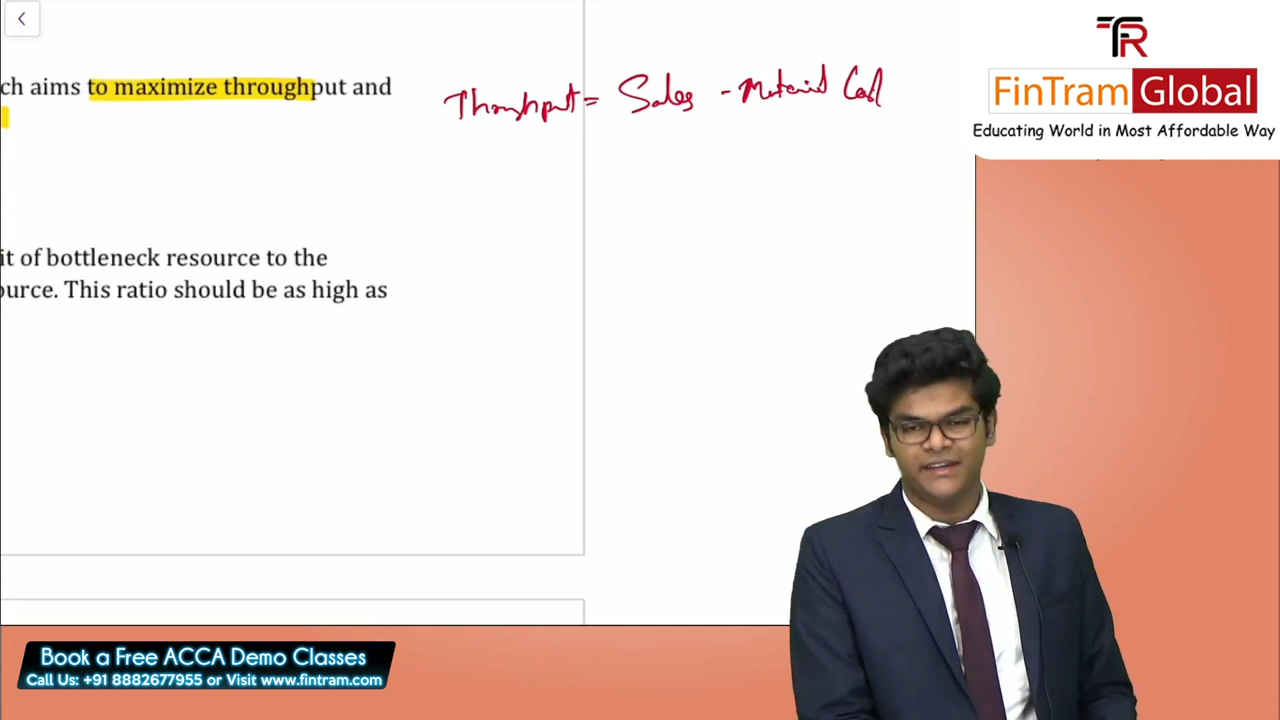 ch aims to maximize throughput and
Throughput = Sales - Material Cost
it of bottleneck resource to the
ource. This ratio should be as high as
FinTram Global
Educating World in Most Affordable Way
Book a Free ACCA Demo Classes
Call Us: +91 8882677955 or Visit www.fintram.com